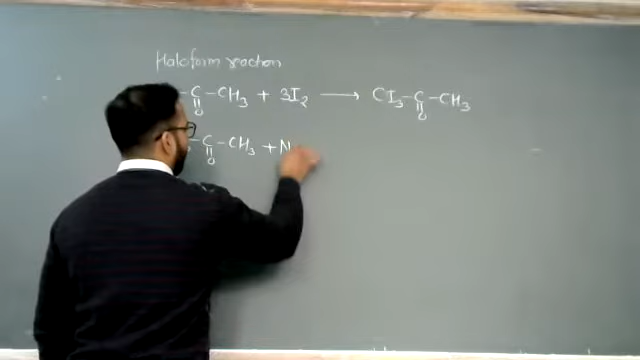 Haloform reaction
-C-CH3 + 3I2 → CI3-C-CH3
|| ||
O O
-C-CH3 + N
||
O